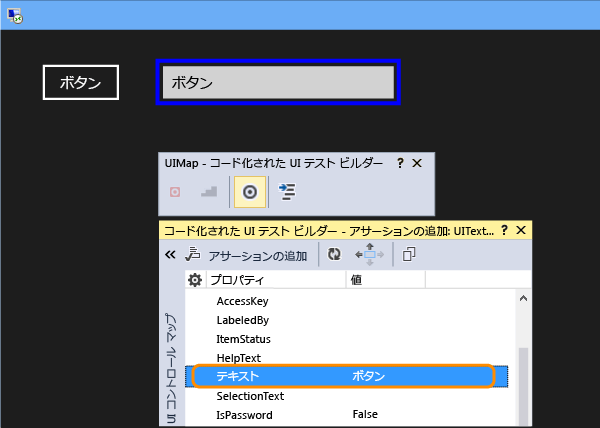 ボタン
ボタン
UIMap - コード化された UI テスト ビルダー ? ×
コード化された UI テスト ビルダー - アサーションの追加: UIText... ? ×
アサーションの追加
プロパティ 値
UI コントロール マップ
AccessKey
LabeledBy
ItemStatus
HelpText
テキスト ボタン
SelectionText
IsPassword False